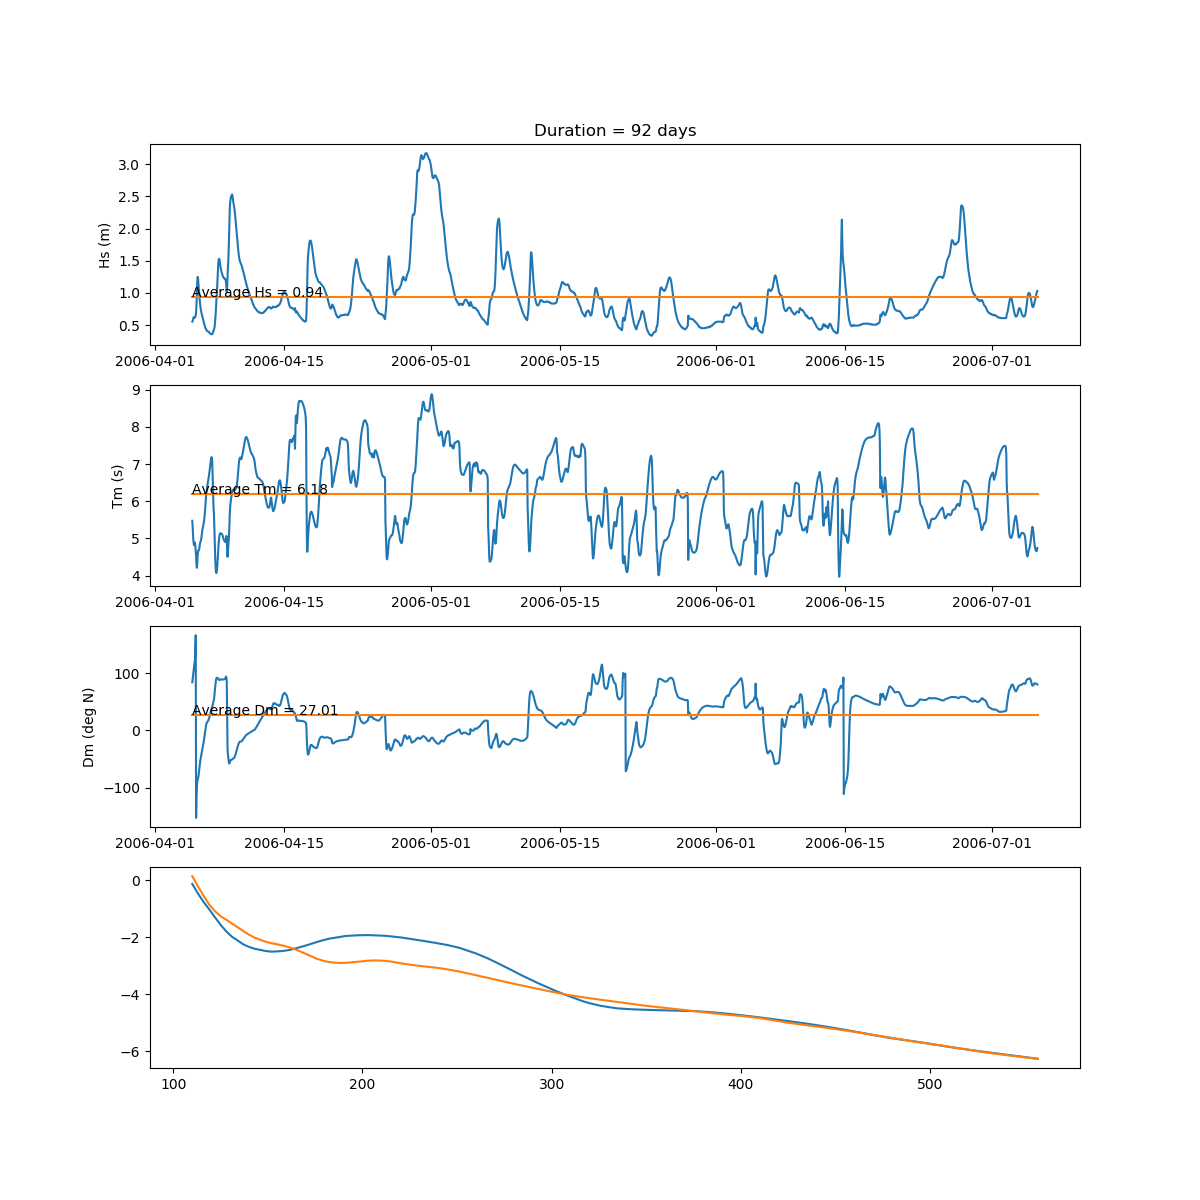 Duration = 92 days
Hs (m)
3.0
2.5
2.0
1.5
1.0
0.5
Average Hs = 0.94
2006-04-01 2006-04-15 2006-05-01 2006-05-15 2006-06-01 2006-06-15 2006-07-01
Tm (s)
9
8
7
6
5
4
Average Tm = 6.18
2006-04-01 2006-04-15 2006-05-01 2006-05-15 2006-06-01 2006-06-15 2006-07-01
Dm (deg N)
100
0
−100
Average Dm = 27.01
2006-04-01 2006-04-15 2006-05-01 2006-05-15 2006-06-01 2006-06-15 2006-07-01
0
−2
−4
−6
100 200 300 400 500